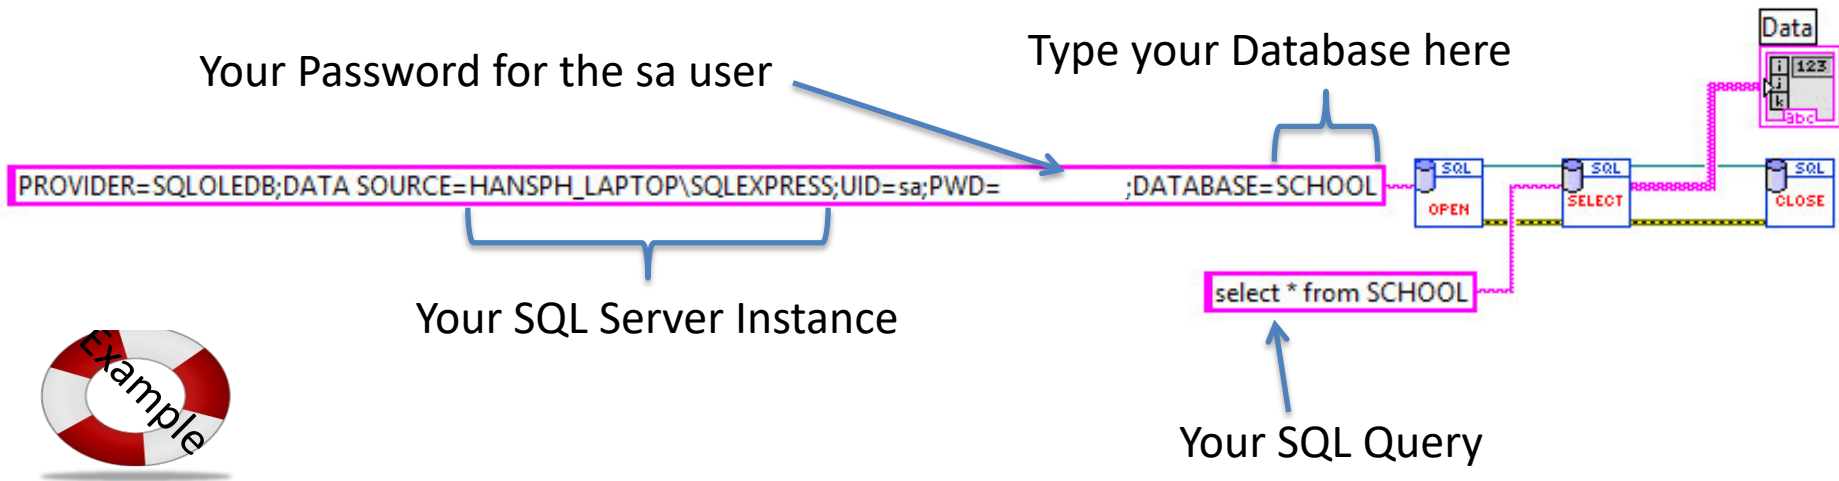 Data
i 123
j
k
abc
Your Password for the sa user
Type your Database here
PROVIDER=SQLOLEDB;DATA SOURCE=HANSPH_LAPTOP\SQLEXPRESS;UID=sa;PWD= ;DATABASE=SCHOOL
SQL
OPEN
SQL
SELECT
SQL
CLOSE
select * from SCHOOL
Your SQL Server Instance
Example
Your SQL Query